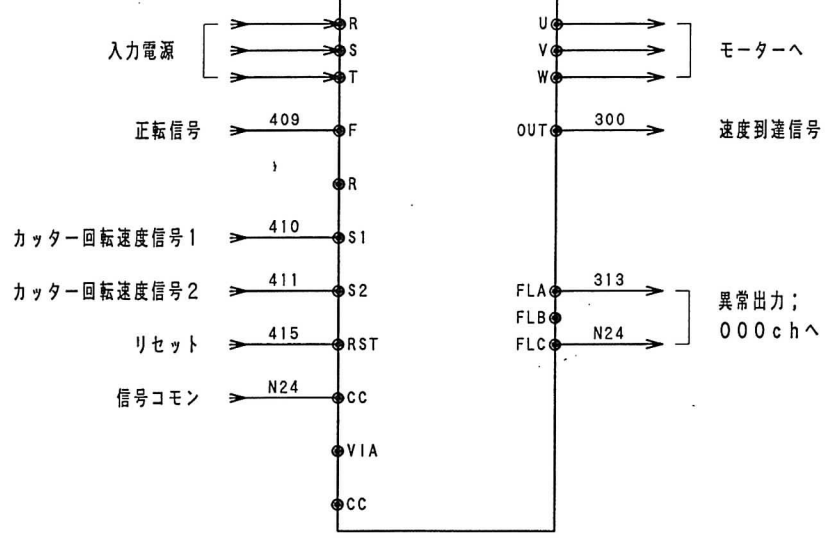 R U
入力電源 S V モーターへ
T W
正転信号 409 F OUT 300 速度到達信号
R
カッター回転速度信号1 410 S1
カッター回転速度信号2 411 S2 FLA 313 異常出力;
FLB 000chへ
リセット 415 RST FLC N24
信号コモン N24 CC
VIA
CC